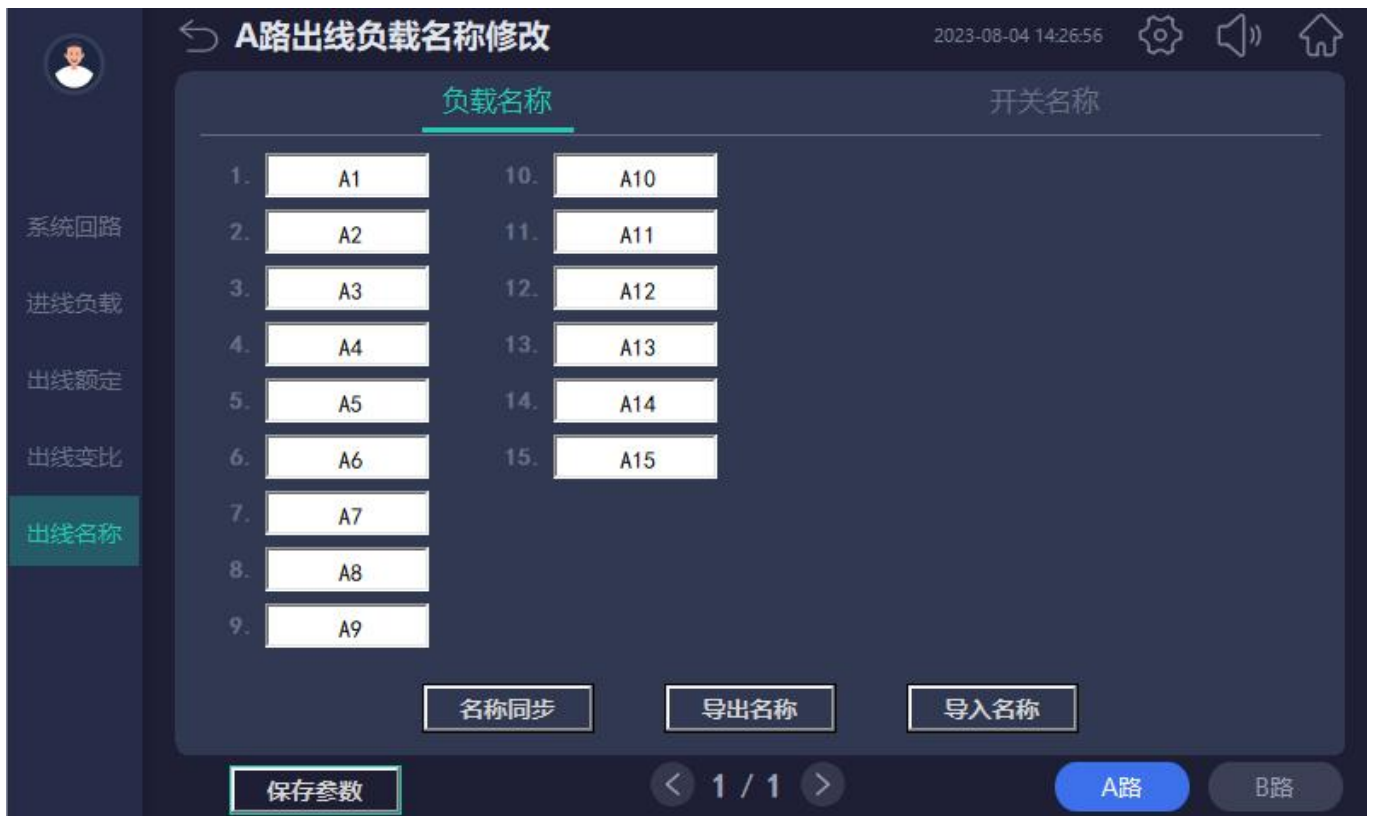 A路出线负载名称修改
2023-08-04 14:26:56
负载名称
开关名称
系统回路
进线负载
出线额定
出线变比
出线名称
1. A1
2. A2
3. A3
4. A4
5. A5
6. A6
7. A7
8. A8
9. A9
10. A10
11. A11
12. A12
13. A13
14. A14
15. A15
名称同步
导出名称
导入名称
保存参数
< 1 / 1 >
A路
B路